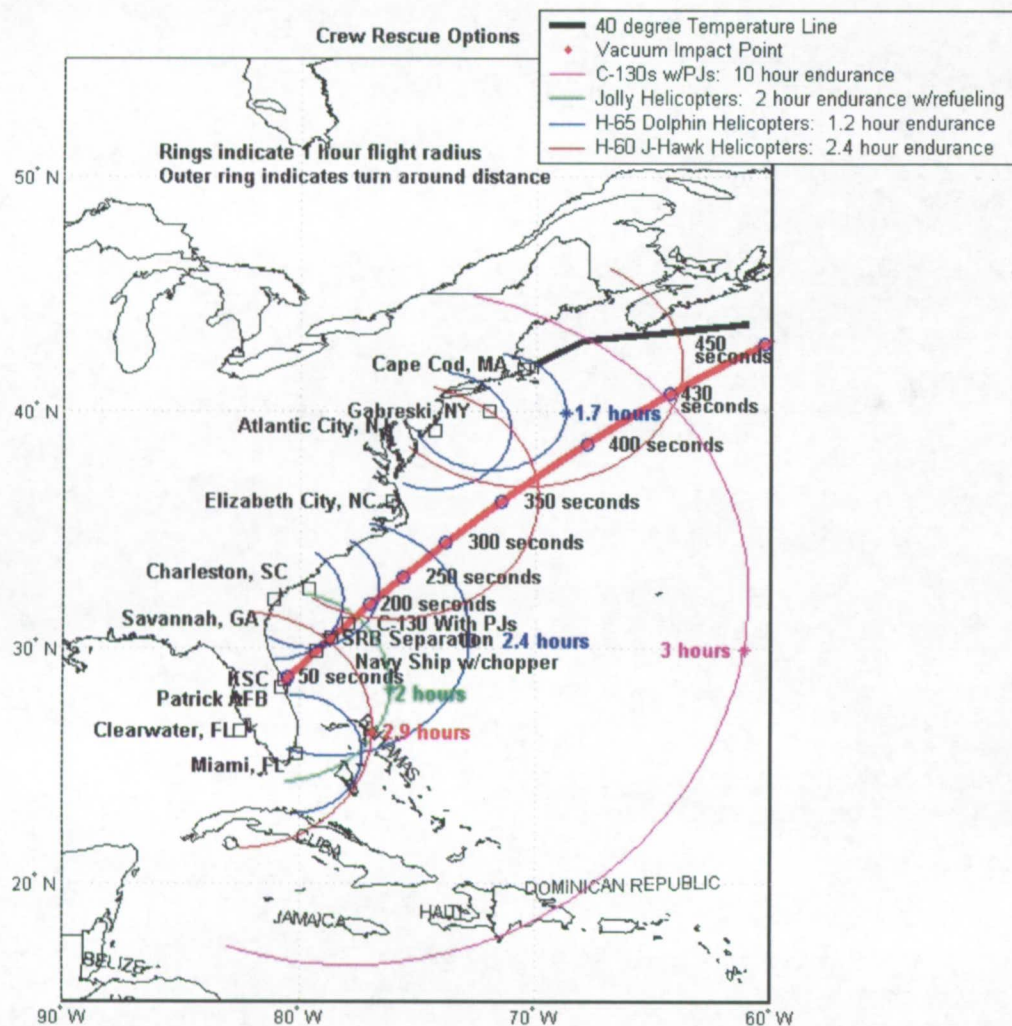 Crew Rescue Options
40 degree Temperature Line
Vacuum Impact Point
C-130s w/PJs: 10 hour endurance
Jolly Helicopters: 2 hour endurance w/refueling
H-65 Dolphin Helicopters: 1.2 hour endurance
H-60 J-Hawk Helicopters: 2.4 hour endurance
Rings indicate 1 hour flight radius
Outer ring indicates turn around distance
50° N
450
seconds
Cape Cod, MA
430
seconds
40° N
Gabreski, NY
1.7 hours
Atlantic City, NJ
400 seconds
Elizabeth City, NC
350 seconds
300 seconds
Charleston, SC
250 seconds
200 seconds
Savannah, GA
C-130 With PJs
SRB Separation
2.4 hours
30° N
3 hours
Navy Ship w/chopper
KSC
50 seconds
Patrick AFB
2 hours
Clearwater, FL
2.9 hours
Miami, FL
CUBA
20° N
DOMINICAN REPUBLIC
JAMAICA
HAITI
BELIZE
90° W
80° W
70° W
60° W